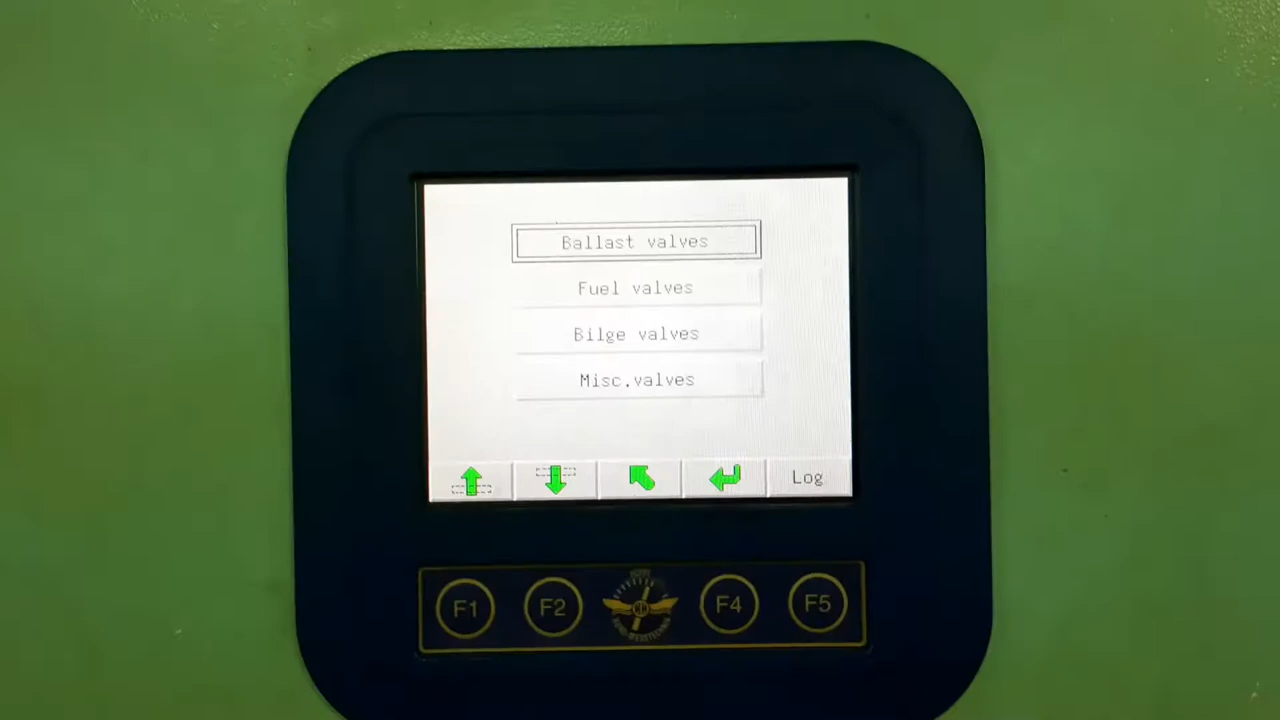 Ballast valves
Fuel valves
Bilge valves
Misc.valves
Log
F1 F2 F4 F5